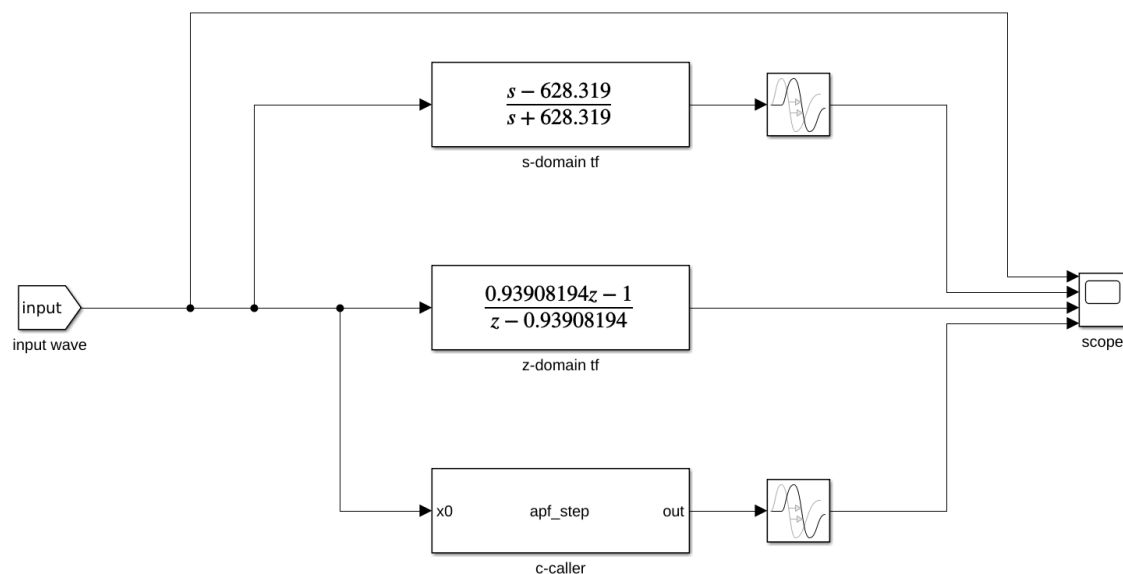 s − 628.319
s + 628.319
s-domain tf
input
input wave
0.93908194z − 1
z − 0.93908194
z-domain tf
scope
x0 apf_step out
c-caller